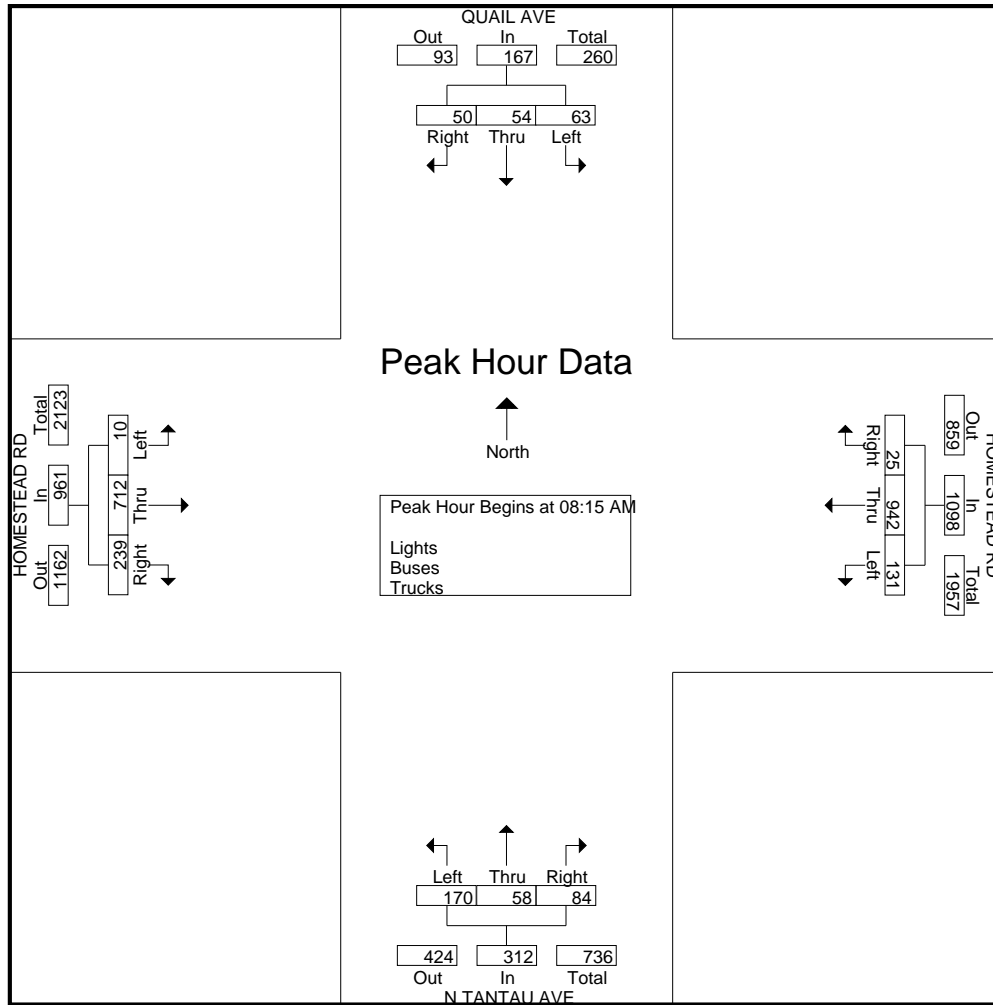 QUAIL AVE
Out In Total
93 167 260
50 54 63
Right Thru Left
Peak Hour Data
North
Peak Hour Begins at 08:15 AM
Lights
Buses
Trucks
HOMESTEAD RD
Out In Total
1162 961 2123
239 712 10
Right Thru Left
HOMESTEAD RD
Out In Total
859 1098 1957
25 942 131
Right Thru Left
Left Thru Right
170 58 84
424 312 736
Out In Total
N TANTAU AVE